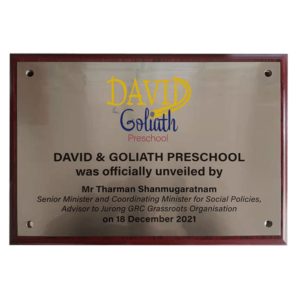 DAVID
& Goliath
Preschool
DAVID & GOLIATH PRESCHOOL
was officially unveiled by
Mr Tharman Shanmugaratnam
Senior Minister and Coordinating Minister for Social Policies,
Advisor to Jurong GRC Grassroots Organisation
on 18 December 2021